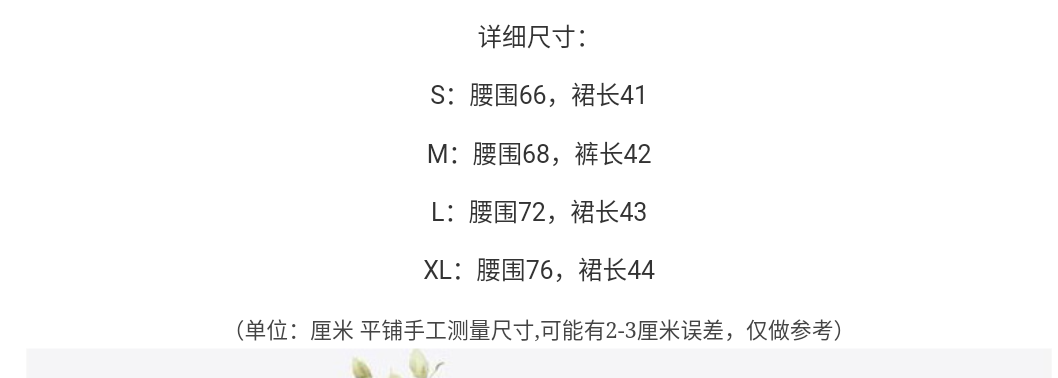 详细尺寸：
S：腰围66，裙长41
M：腰围68，裤长42
L：腰围72，裙长43
XL：腰围76，裙长44
（单位：厘米 平铺手工测量尺寸,可能有2-3厘米误差，仅做参考）